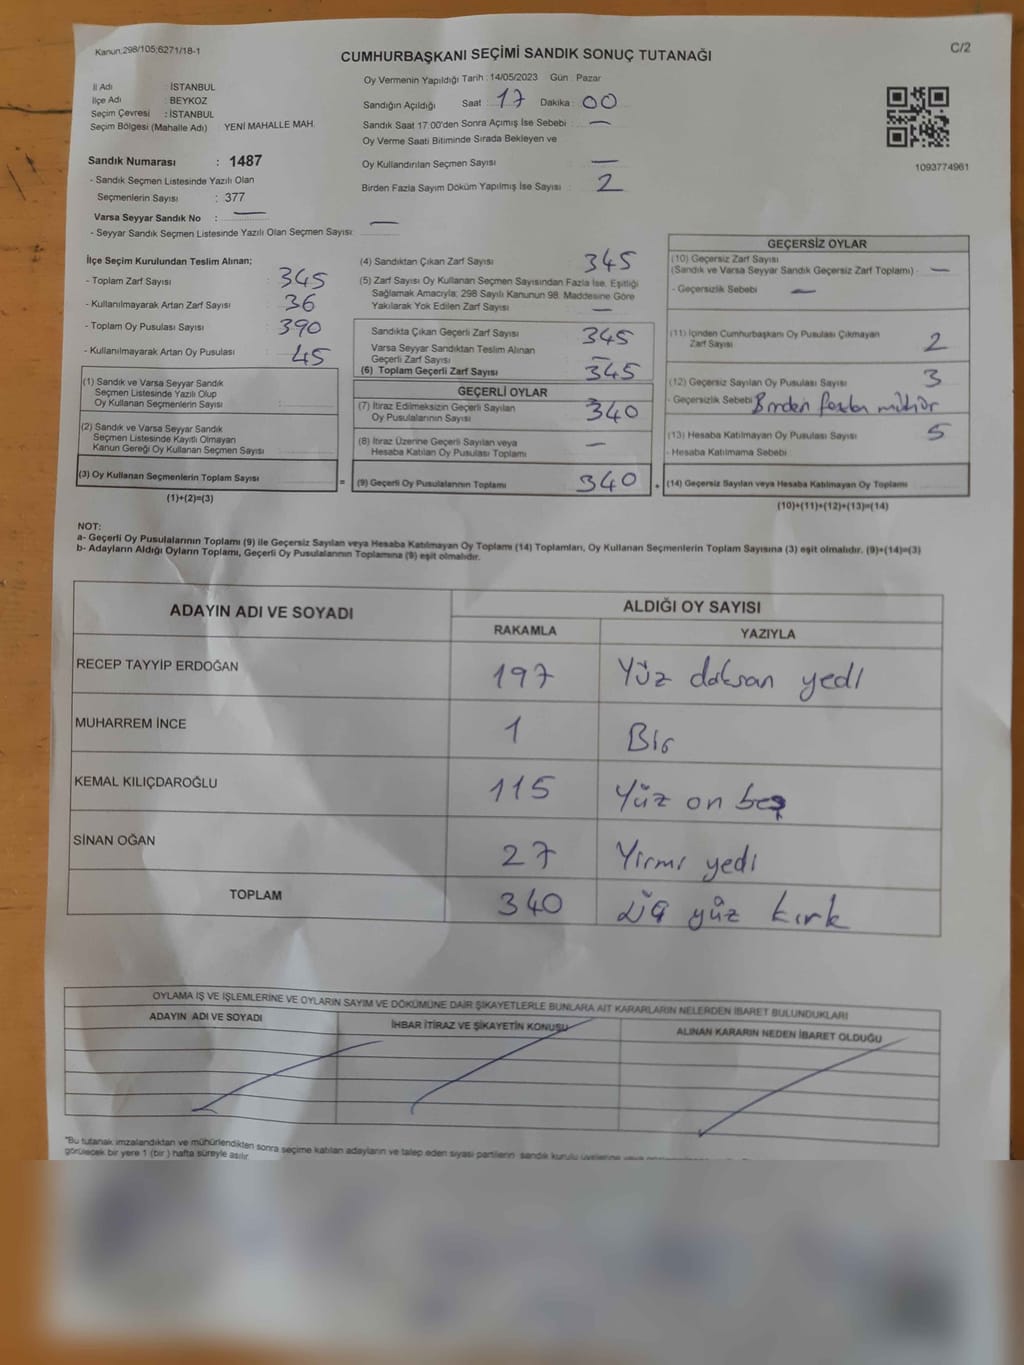 Kanun:298/105;6271/18-1
C/2
CUMHURBAŞKANI SEÇİMİ SANDIK SONUÇ TUTANAĞI
İl Adı : İSTANBUL
İlçe Adı : BEYKOZ
Seçim Çevresi : İSTANBUL
Seçim Bölgesi (Mahalle Adı) YENİ MAHALLE MAH.
Sandık Numarası : 1487
- Sandık Seçmen Listesinde Yazılı Olan
Seçmenlerin Sayısı : 377
Varsa Seyyar Sandık No : —
- Seyyar Sandık Seçmen Listesinde Yazılı Olan Seçmen Sayısı: —
Oy Vermenin Yapıldığı Tarih : 14/05/2023 Gün : Pazar
Sandığın Açıldığı Saat : 17 Dakika : 00
Sandık Saat 17:00'den Sonra Açımış İse Sebebi : —
Oy Verme Saati Bitiminde Sırada Bekleyen ve
Oy Kullandırılan Seçmen Sayısı —
Birden Fazla Sayım Döküm Yapılmış İse Sayısı : 2
1093774961
İlçe Seçim Kurulundan Teslim Alınan;
- Toplam Zarf Sayısı : 345
- Kullanılmayarak Artan Zarf Sayısı : 36
- Toplam Oy Pusulası Sayısı : 390
- Kullanılmayarak Artan Oy Pusulası : 45
(1) Sandık ve Varsa Seyyar Sandık
Seçmen Listesinde Yazılı Olup
Oy Kullanan Seçmenlerin Sayısı :
(2) Sandık ve Varsa Seyyar Sandık
Seçmen Listesinde Kayıtlı Olmayan
Kanun Gereği Oy Kullanan Seçmen Sayısı
(3) Oy Kullanan Seçmenlerin Toplam Sayısı
(1)+(2)=(3)
(4) Sandıktan Çıkan Zarf Sayısı : 345
(5) Zarf Sayısı Oy Kullanan Seçmen Sayısından Fazla İse, Eşitliği
Sağlamak Amacıyla; 298 Sayılı Kanunun 98. Maddesine Göre
Yakılarak Yok Edilen Zarf Sayısı : —
Sandıkta Çıkan Geçerli Zarf Sayısı 345
Varsa Seyyar Sandıktan Teslim Alınan
Geçerli Zarf Sayısı —
(6) Toplam Geçerli Zarf Sayısı 345
GEÇERLİ OYLAR
(7) İtiraz Edilmeksizin Geçerli Sayılan
Oy Pusulalarının Sayısı : 340
(8) İtiraz Üzerine Geçerli Sayılan veya
Hesaba Katılan Oy Pusulası Toplamı —
= (9) Geçerli Oy Pusulalarının Toplamı 340
GEÇERSİZ OYLAR
(10) Geçersiz Zarf Sayısı
(Sandık ve Varsa Seyyar Sandık Geçersiz Zarf Toplamı) —
- Geçersizlik Sebebi —
(11) İçinden Cumhurbaşkanı Oy Pusulası Çıkmayan
Zarf Sayısı 2
(12) Geçersiz Sayılan Oy Pusulası Sayısı 3
- Geçersizlik Sebebi Birden fazla mühür
(13) Hesaba Katılmayan Oy Pusulası Sayısı 5
- Hesaba Katılmama Sebebi
+ (14) Geçersiz Sayılan veya Hesaba Katılmayan Oy Toplamı
(10)+(11)+(12)+(13)=(14)
NOT:
a- Geçerli Oy Pusulalarının Toplamı (9) ile Geçersiz Sayılan veya Hesaba Katılmayan Oy Toplamı (14) Toplamları, Oy Kullanan Seçmenlerin Toplam Sayısına (3) eşit olmalıdır. (9)+(14)=(3)
b- Adayların Aldığı Oyların Toplamı, Geçerli Oy Pusulalarının Toplamına (9) eşit olmalıdır.
ADAYIN ADI VE SOYADI ALDIĞI OY SAYISI
RAKAMLA YAZIYLA
RECEP TAYYİP ERDOĞAN 197 Yüz doksan yedi
MUHARREM İNCE 1 Bir
KEMAL KILIÇDAROĞLU 115 Yüz on beş
SİNAN OĞAN 27 Yirmi yedi
TOPLAM 340 Üç yüz kırk
OYLAMA İŞ VE İŞLEMLERİNE VE OYLARIN SAYIM VE DÖKÜMÜNE DAİR ŞİKAYETLERLE BUNLARA AİT KARARLARIN NELERDEN İBARET BULUNDUKLARI
ADAYIN ADI VE SOYADI İHBAR İTİRAZ VE ŞİKAYETİN KONUSU ALINAN KARARIN NEDEN İBARET OLDUĞU
"Bu tutanak imzalandıktan ve mühürlendikten sonra seçime katılan adayların ve talep eden siyasi partilerin sandık kurulu üyelerine veya
görülecek bir yere 1 (bir ) hafta süreyle asılır.